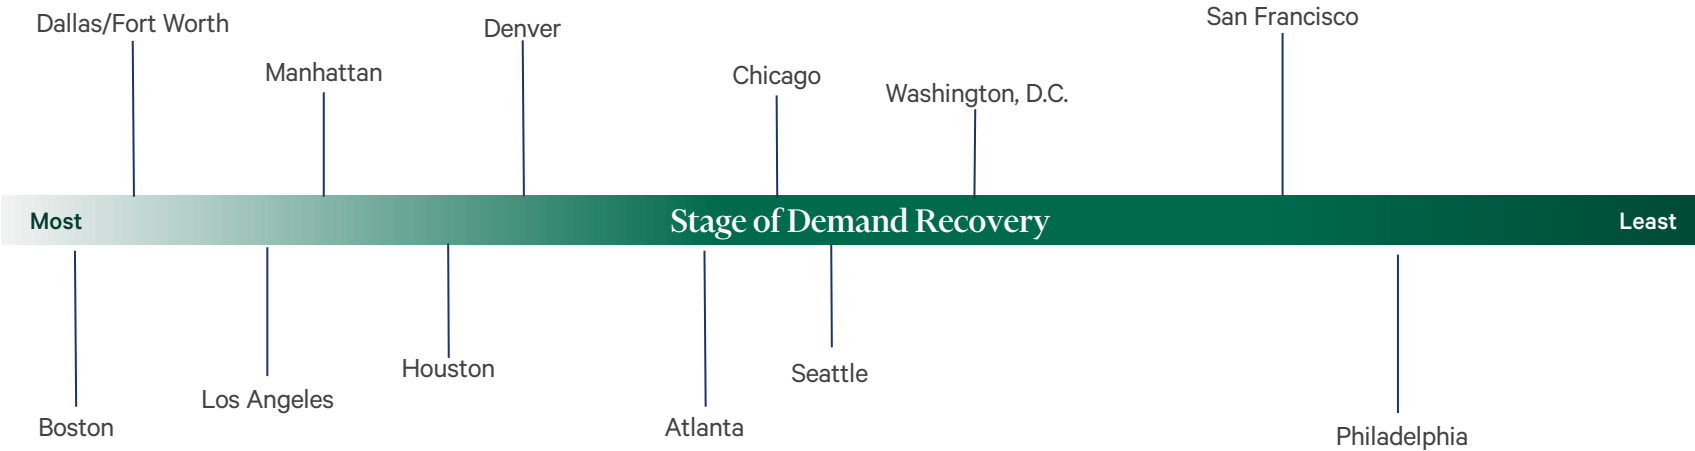 Dallas/Fort Worth
Manhattan
Denver
Chicago
Washington, D.C.
San Francisco
Most
Stage of Demand Recovery
Least
Boston
Los Angeles
Houston
Atlanta
Seattle
Philadelphia